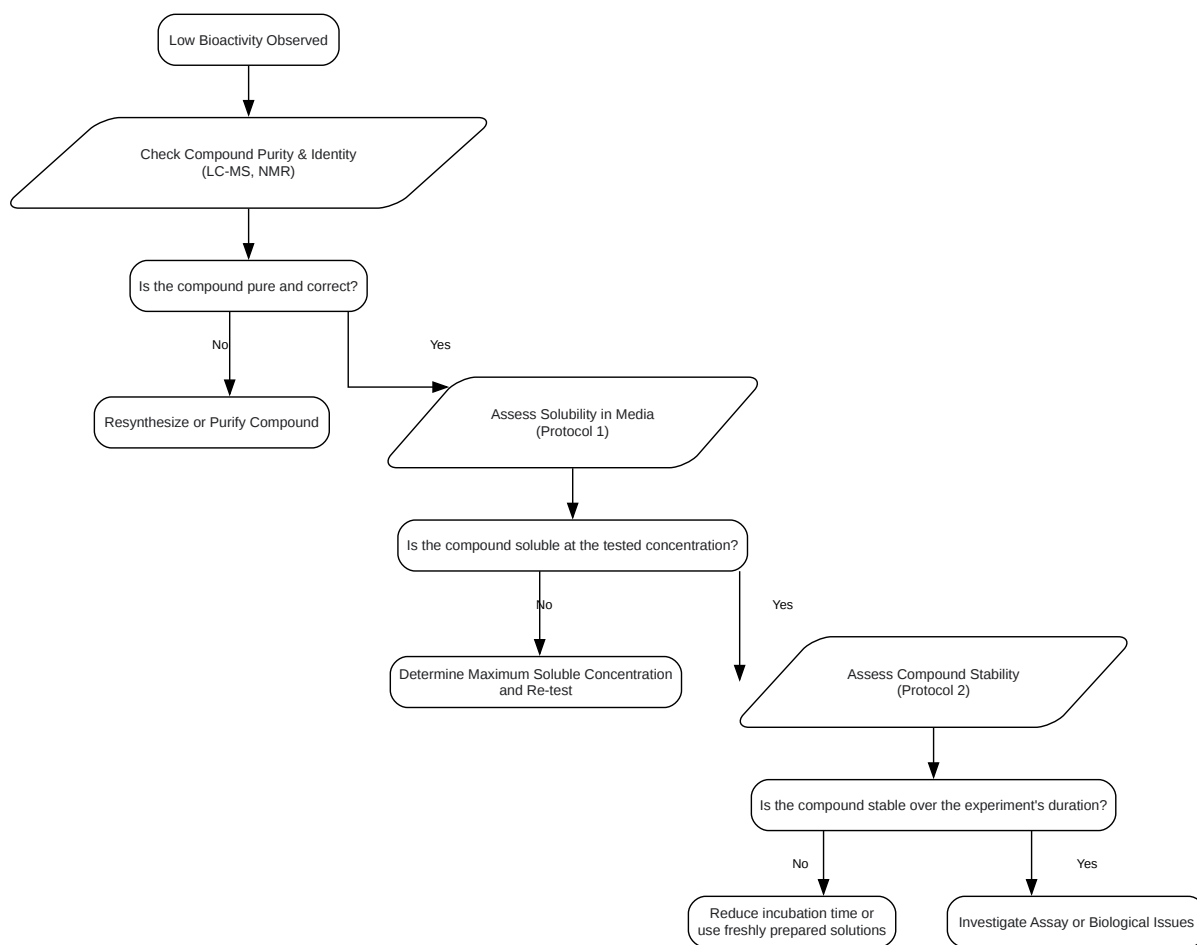 Low Bioactivity Observed
Check Compound Purity & Identity
(LC-MS, NMR)
Is the compound pure and correct?
No
Yes
Resynthesize or Purify Compound
Assess Solubility in Media
(Protocol 1)
Is the compound soluble at the tested concentration?
No
Yes
Determine Maximum Soluble Concentration
and Re-test
Assess Compound Stability
(Protocol 2)
Is the compound stable over the experiment's duration?
No
Yes
Reduce incubation time or
use freshly prepared solutions
Investigate Assay or Biological Issues